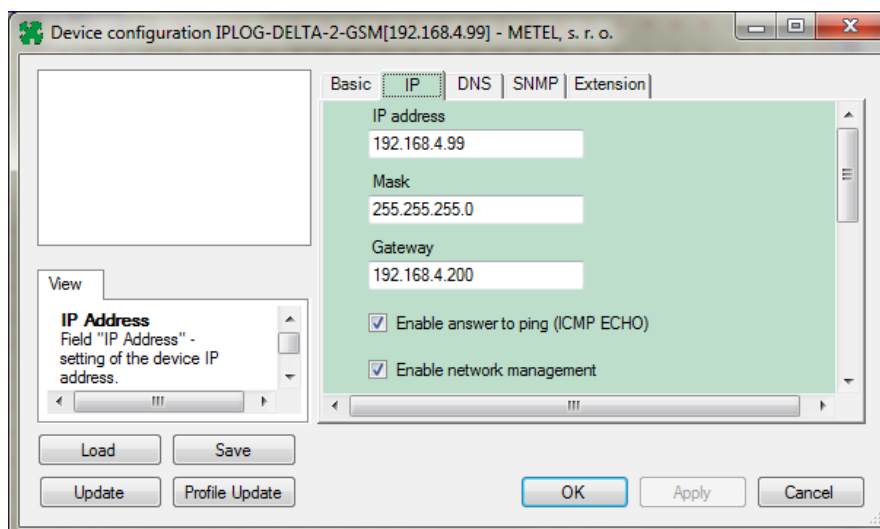 Device configuration IPLOG-DELTA-2-GSM[192.168.4.99] - METEL, s. r. o.
Basic
IP
DNS
SNMP
Extension
IP address
192.168.4.99
Mask
255.255.255.0
Gateway
192.168.4.200
Enable answer to ping (ICMP ECHO)
Enable network management
View
IP Address
Field "IP Address" -
setting of the device IP
address.
Load
Save
Update
Profile Update
OK
Apply
Cancel